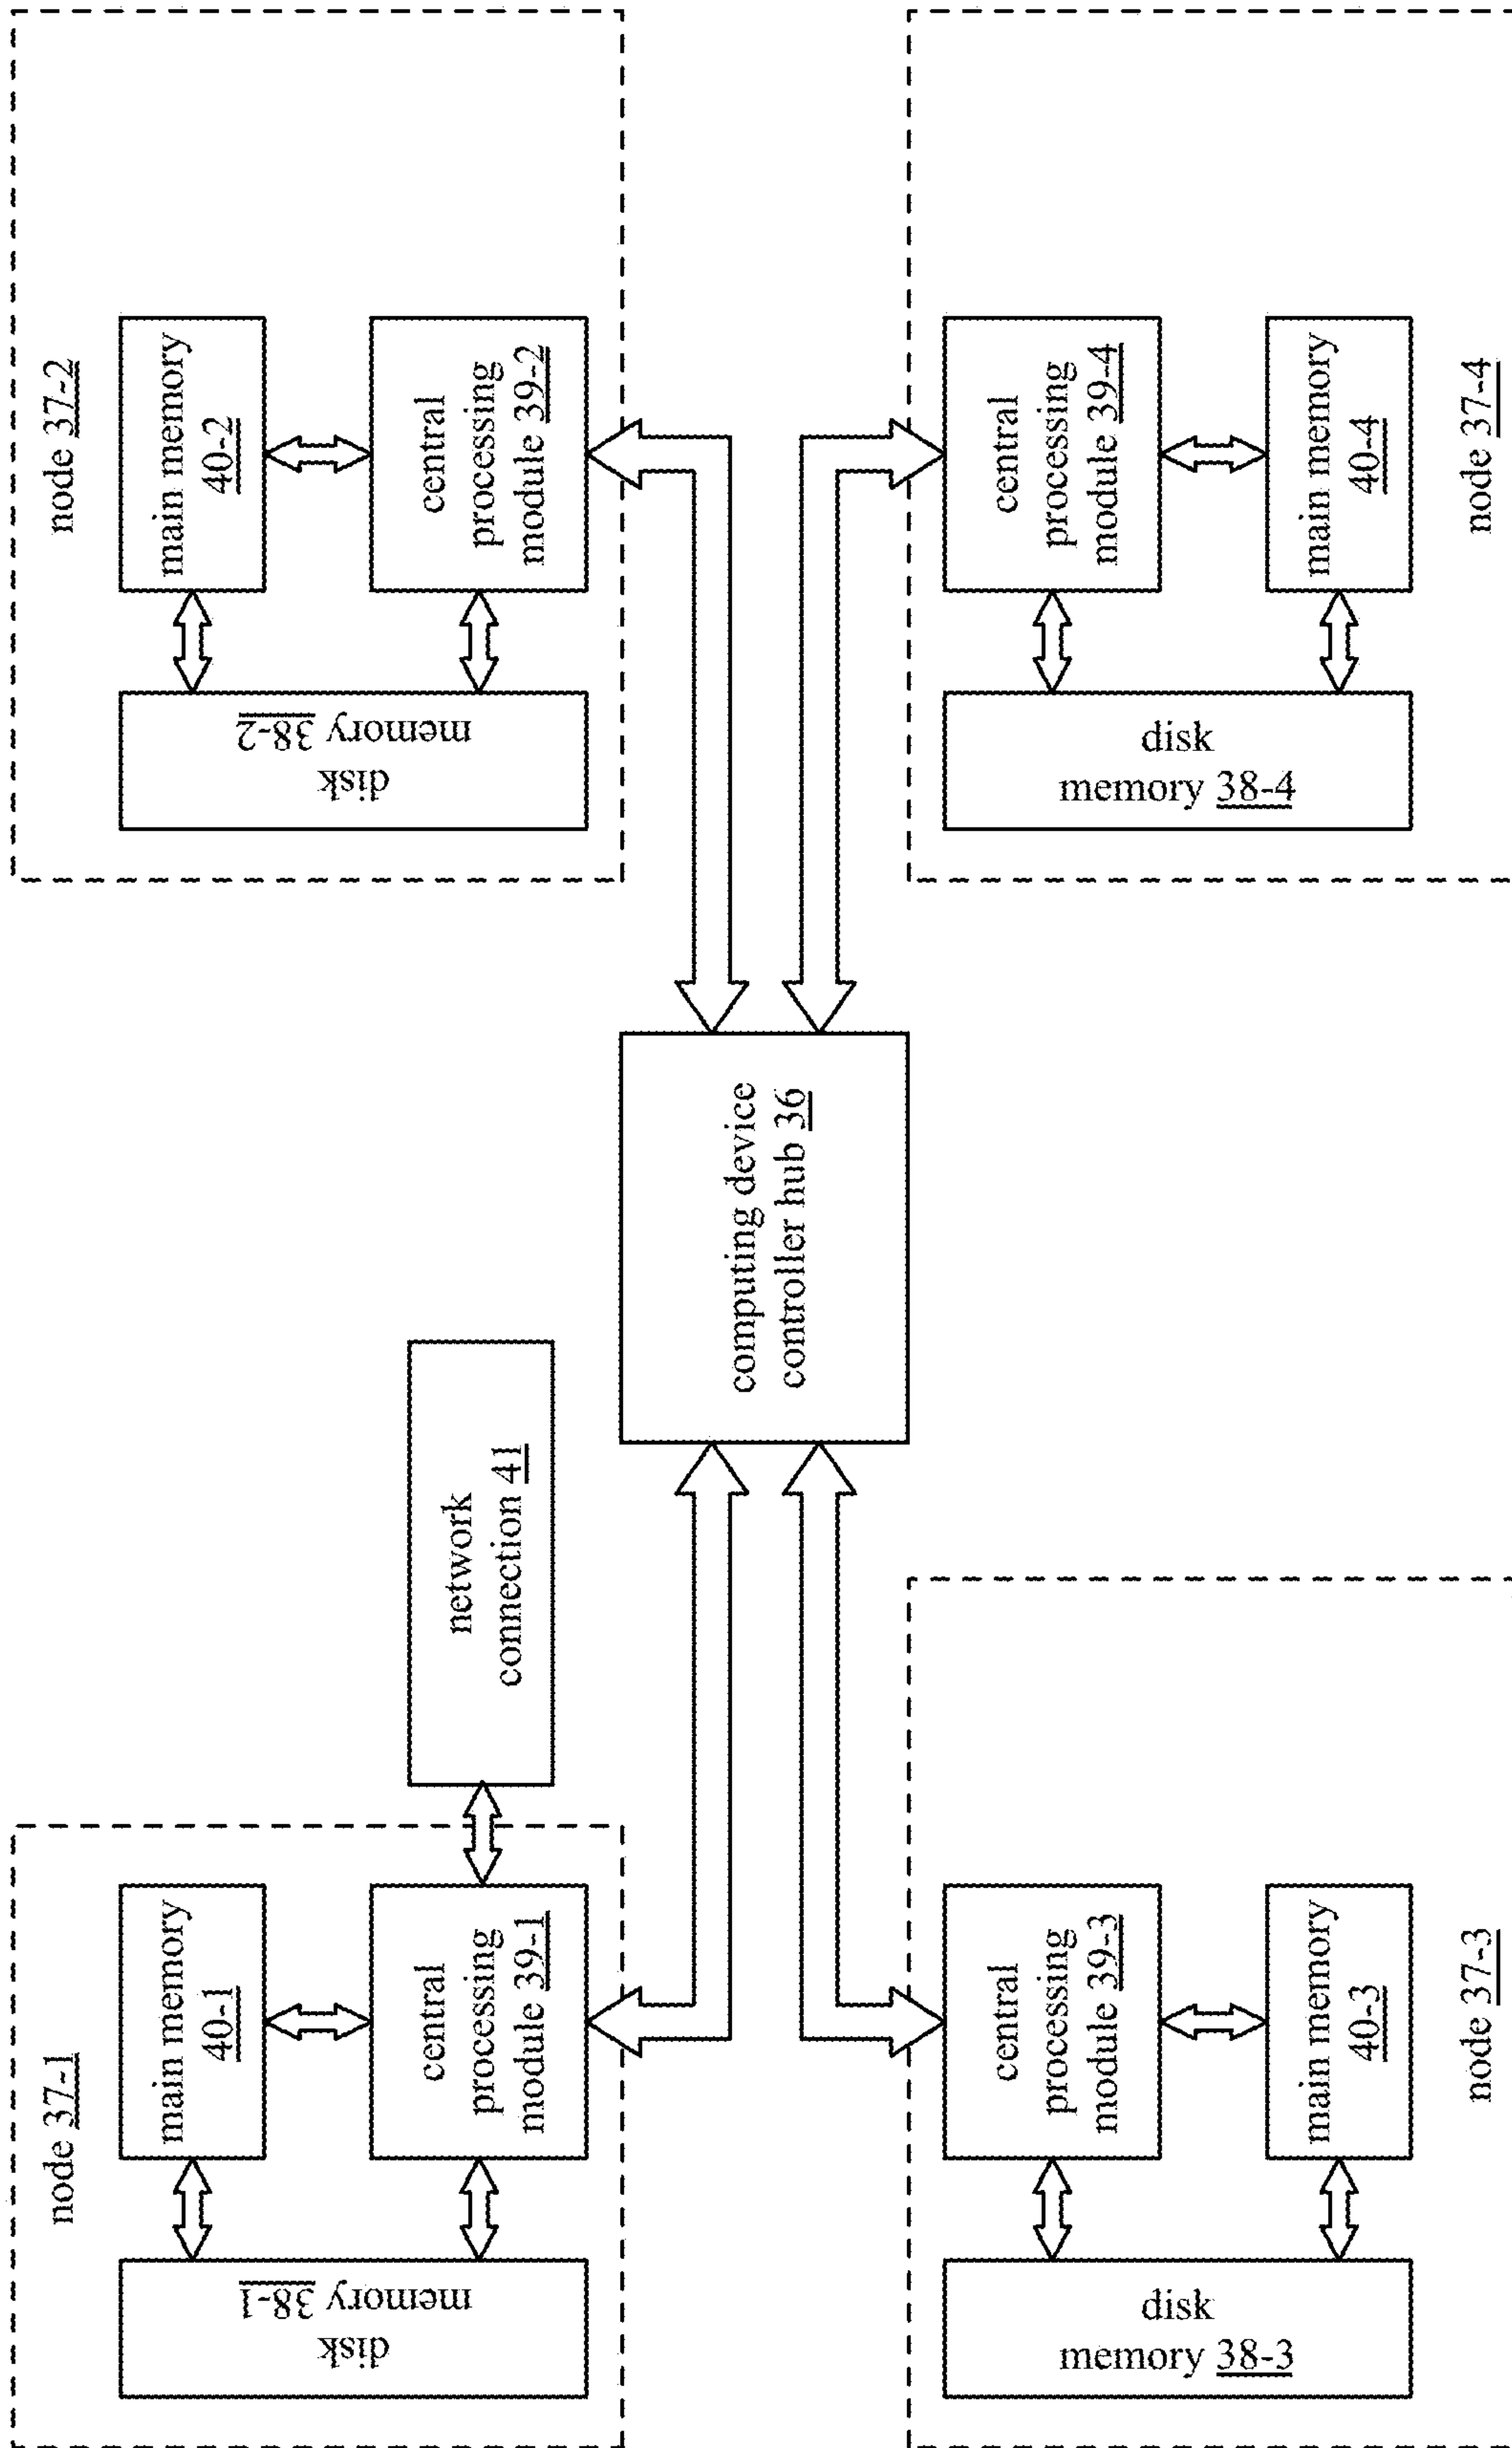 node 37-1
disk
memory 38-1
main memory
40-1
central
processing
module 39-1
network
connection 41
node 37-2
disk
memory 38-2
main memory
40-2
central
processing
module 39-2
computing device
controller hub 36
disk
memory 38-3
central
processing
module 39-3
main memory
40-3
node 37-3
disk
memory 38-4
central
processing
module 39-4
main memory
40-4
node 37-4